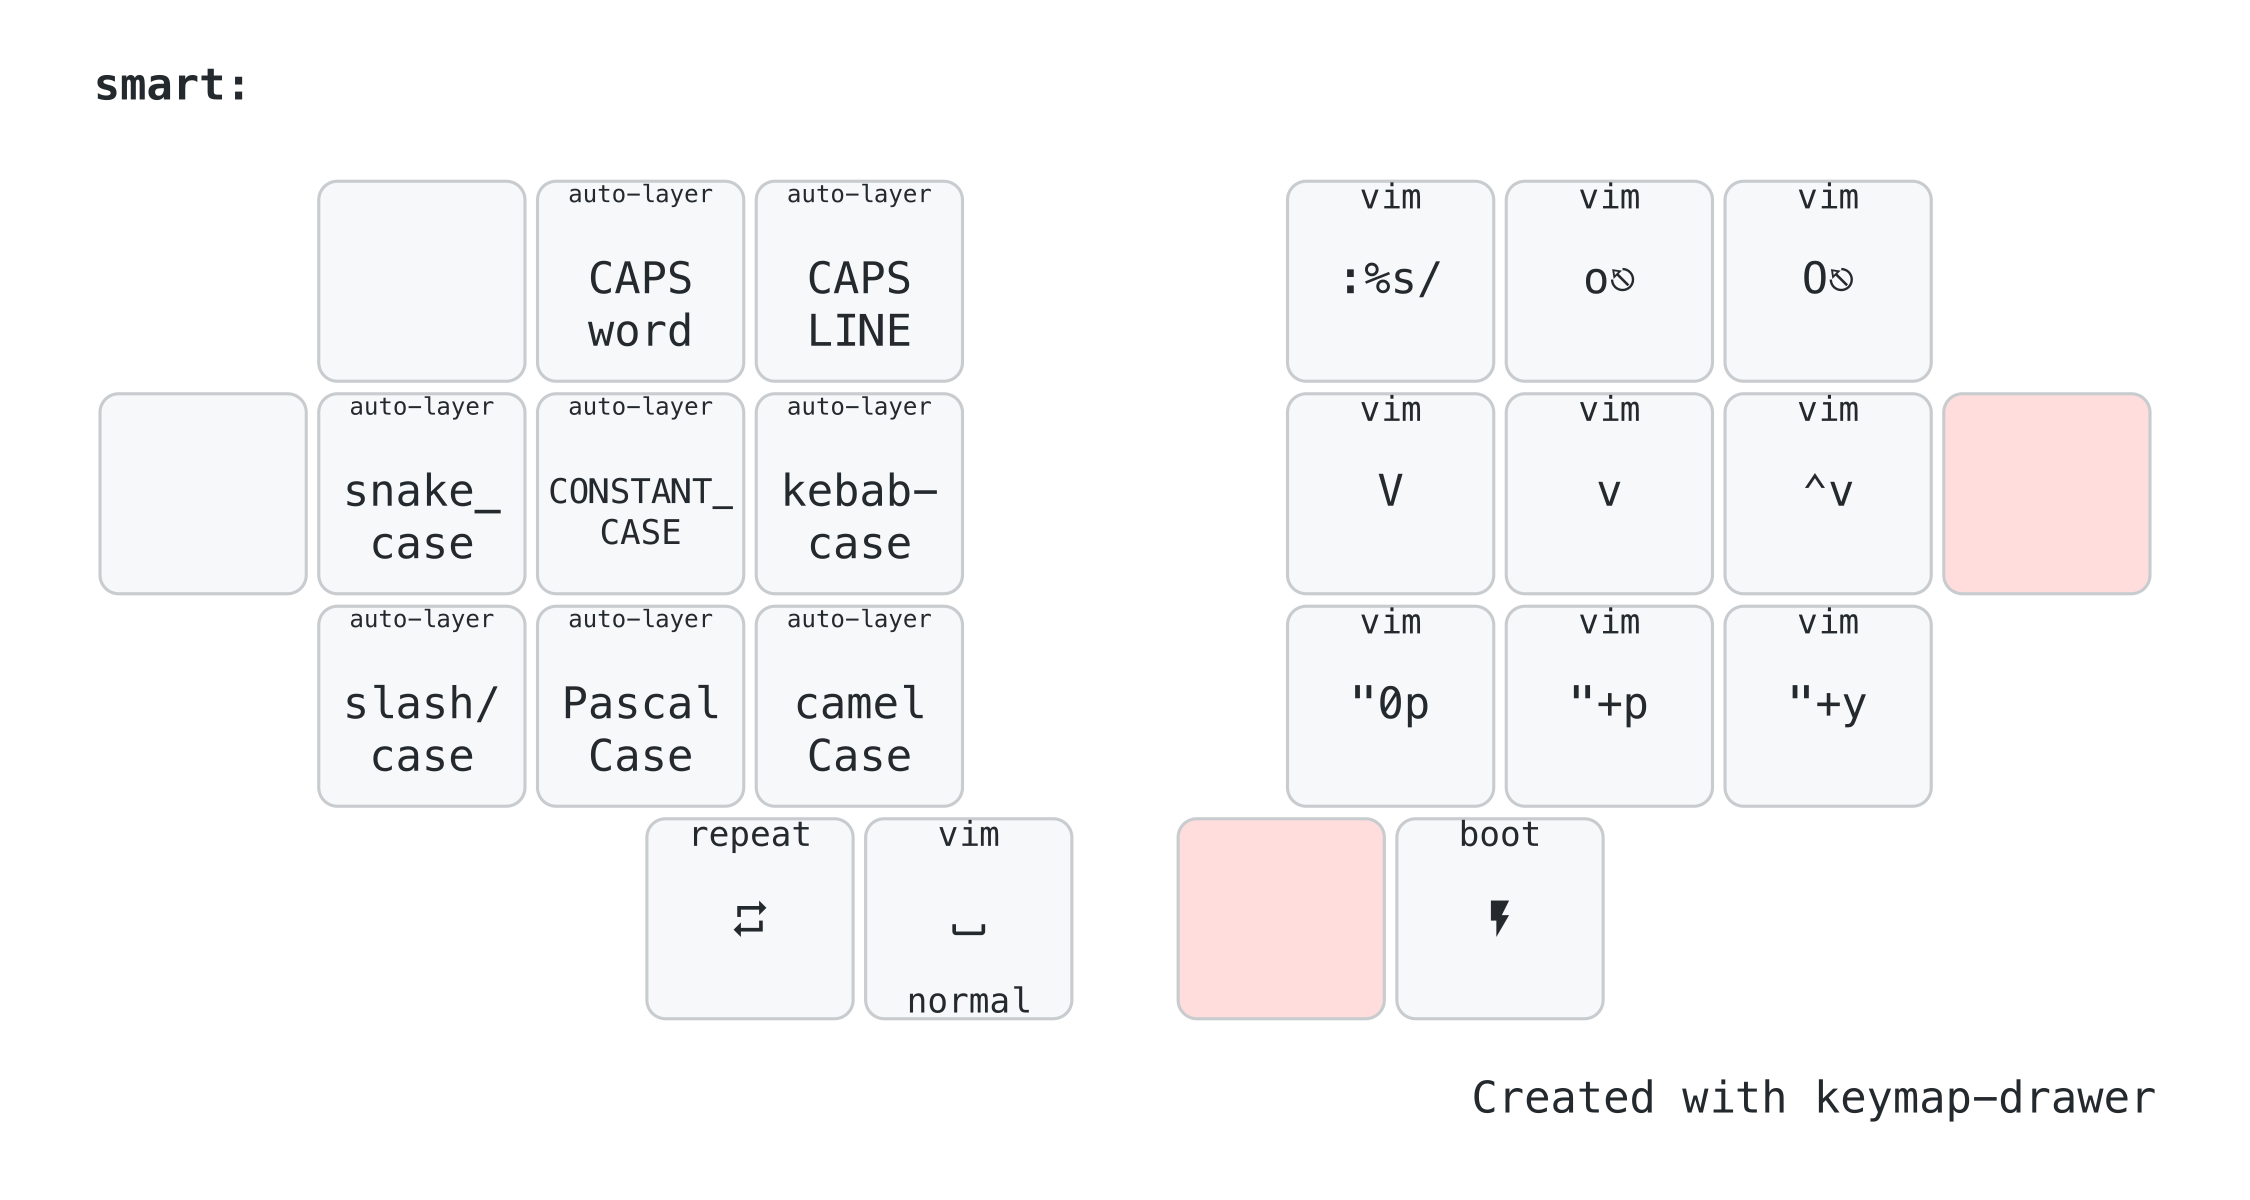 smart:
auto-layer auto-layer vim vim vim
CAPS CAPS :%s/ o⎋ O⎋
word LINE
auto-layer auto-layer auto-layer vim vim vim
snake_ CONSTANT_ kebab- V v ^v
case CASE case
auto-layer auto-layer auto-layer vim vim vim
slash/ Pascal camel "0p "+p "+y
case Case Case
repeat vim boot
normal
Created with keymap-drawer